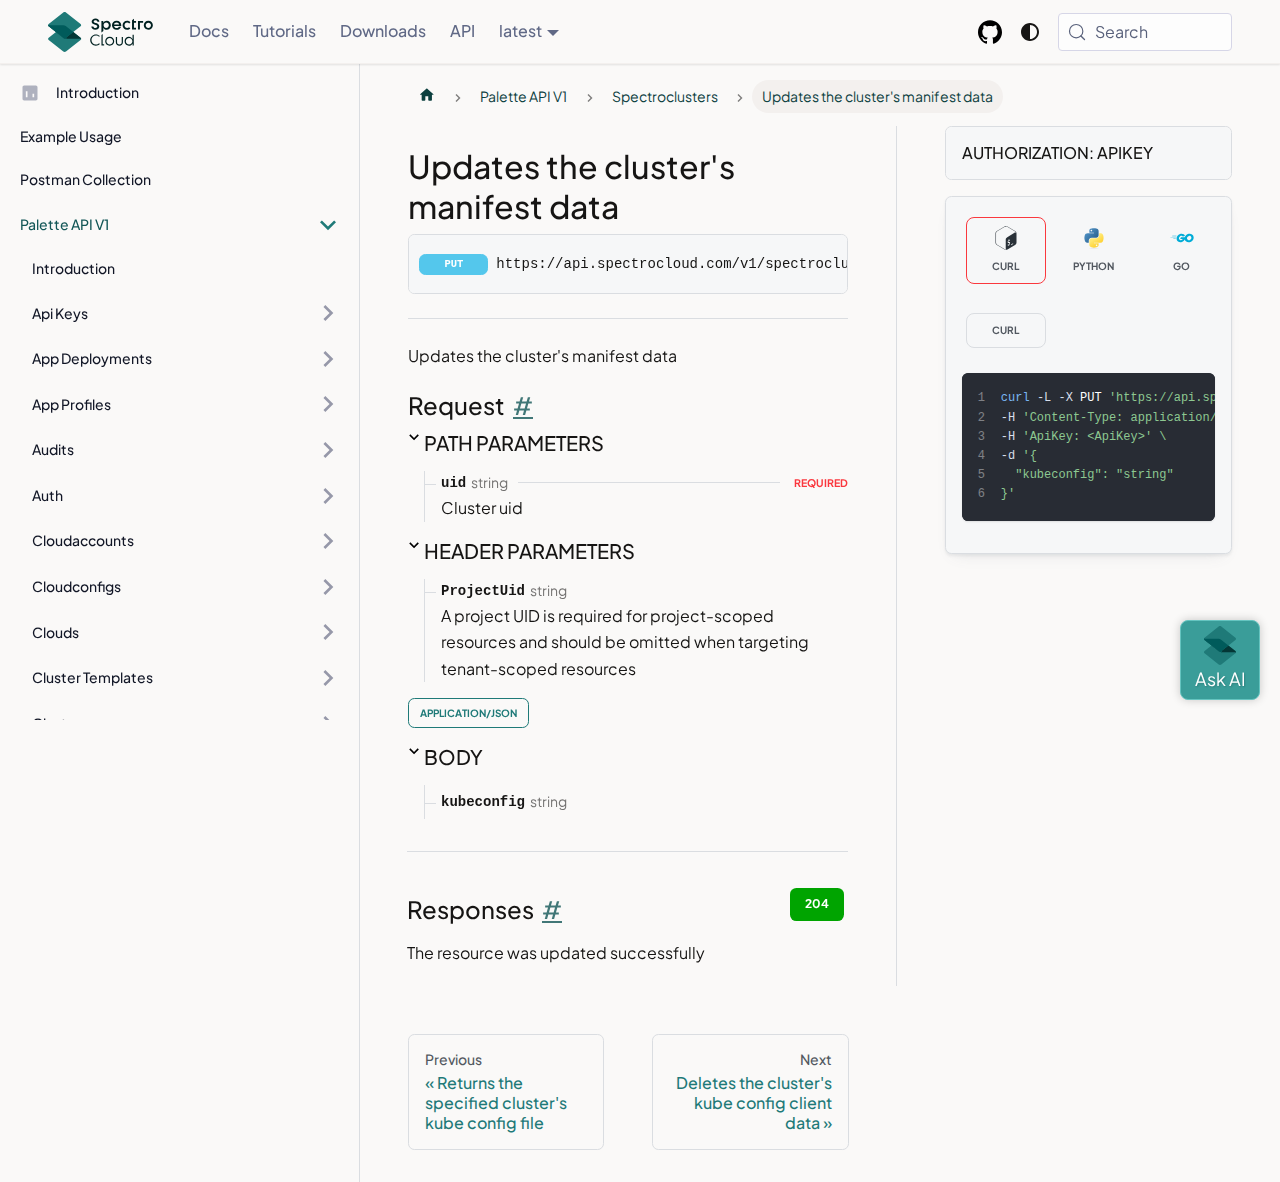 Spectro Cloud
Docs
Tutorials
Downloads
API
latest
Search
Introduction
Example Usage
Postman Collection
Palette API V1
Introduction
Api Keys
App Deployments
App Profiles
Audits
Auth
Cloudaccounts
Cloudconfigs
Clouds
Cluster Templates
Palette API V1
Spectroclusters
Updates the cluster's manifest data
Updates the cluster's
manifest data
PUT https://api.spectrocloud.com/v1/spectroclu
Updates the cluster's manifest data
Request #
PATH PARAMETERS
uid string REQUIRED
Cluster uid
HEADER PARAMETERS
ProjectUid string
A project UID is required for project-scoped
resources and should be omitted when targeting
tenant-scoped resources
APPLICATION/JSON
BODY
kubeconfig string
Responses #
204
The resource was updated successfully
Previous
« Returns the
specified cluster's
kube config file
Next
Deletes the cluster's
kube config client
data »
AUTHORIZATION: APIKEY
CURL
PYTHON
GO
CURL
1 curl -L -X PUT 'https://api.sp
2 -H 'Content-Type: application/
3 -H 'ApiKey: <ApiKey>' \
4 -d '{
5 "kubeconfig": "string"
6 }'
Ask AI